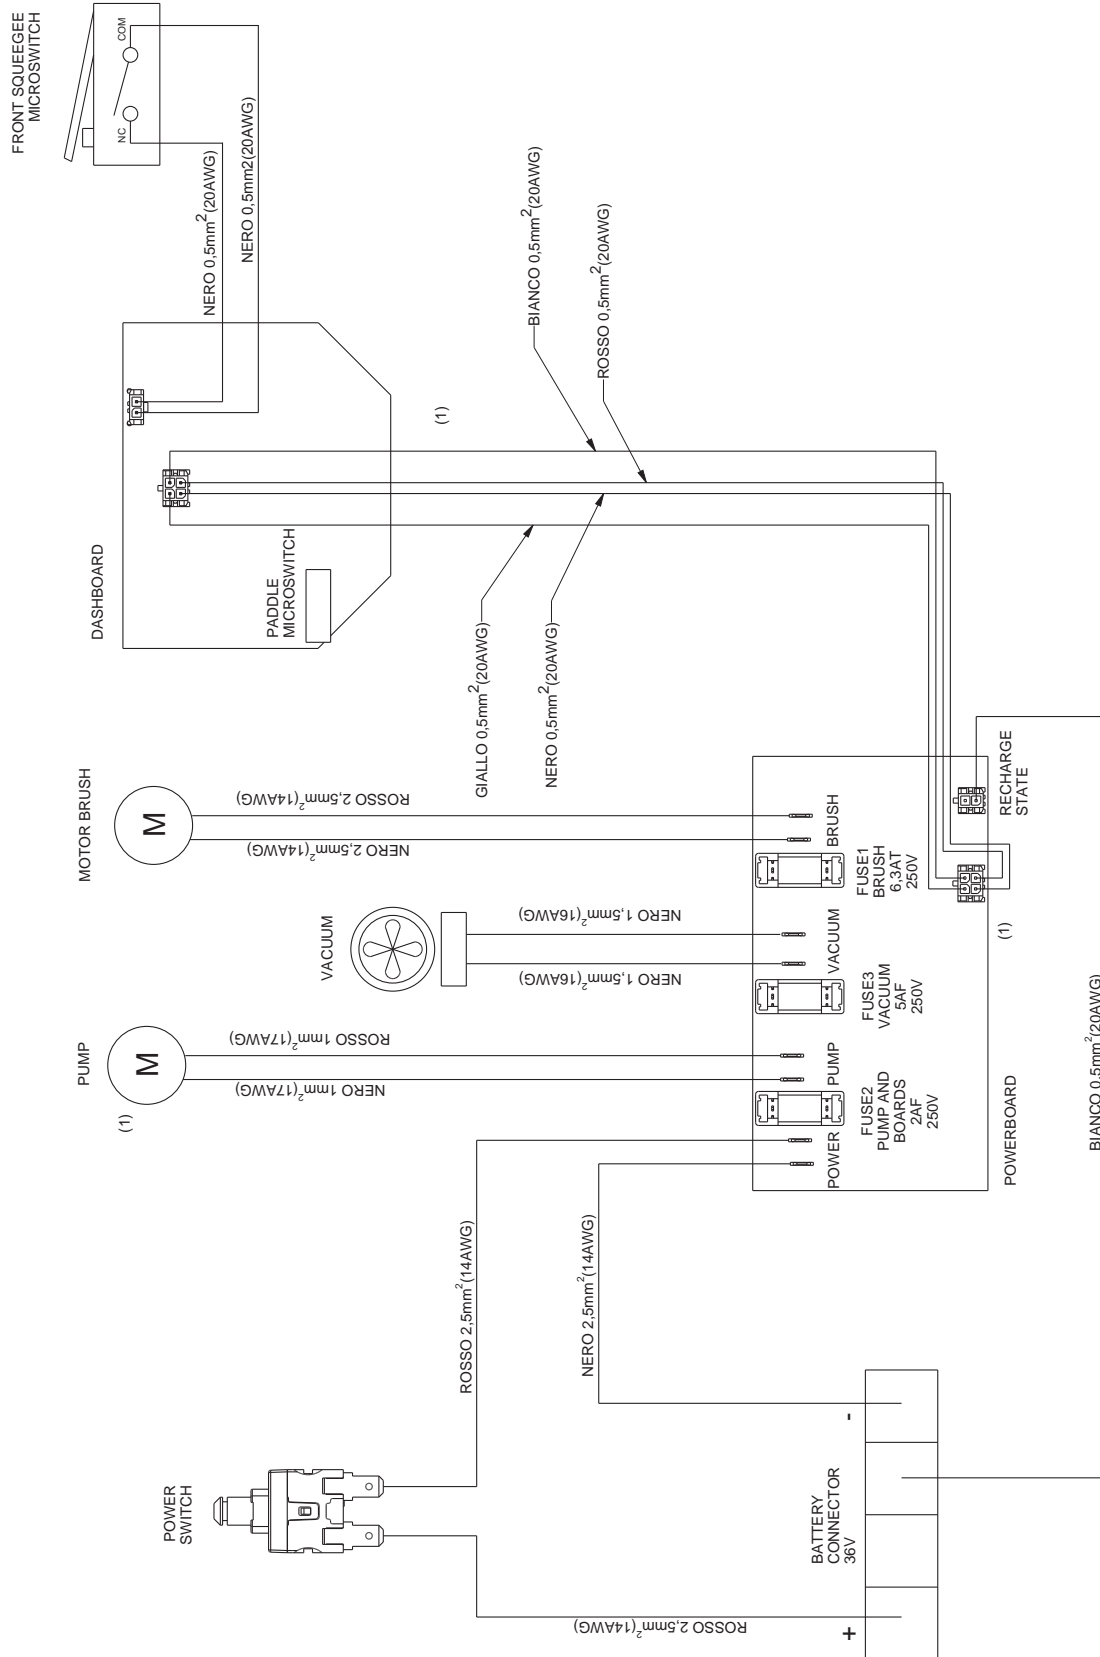 FRONT SQUEEGEE
MICROSWITCH
COM
NC
NERO 0,5mm²(20AWG)
NERO 0,5mm2(20AWG)
DASHBOARD
PADDLE
MICROSWITCH
(1)
BIANCO 0,5mm²(20AWG)
ROSSO 0,5mm²(20AWG)
GIALLO 0,5mm²(20AWG)
NERO 0,5mm²(20AWG)
MOTOR BRUSH
M
ROSSO 2,5mm²(14AWG)
NERO 2,5mm²(14AWG)
VACUUM
NERO 1,5mm²(16AWG)
NERO 1,5mm²(16AWG)
PUMP
M
(1)
ROSSO 1mm²(17AWG)
NERO 1mm²(17AWG)
BRUSH
FUSE1
BRUSH
6,3AT
250V
VACUUM
FUSE3
VACUUM
5AF
250V
PUMP
FUSE2
PUMP AND
BOARDS
2AF
250V
POWER
RECHARGE
STATE
(1)
POWERBOARD
BIANCO 0,5mm²(20AWG)
POWER
SWITCH
ROSSO 2,5mm²(14AWG)
NERO 2,5mm²(14AWG)
ROSSO 2,5mm²(14AWG)
BATTERY
CONNECTOR
36V
-
+